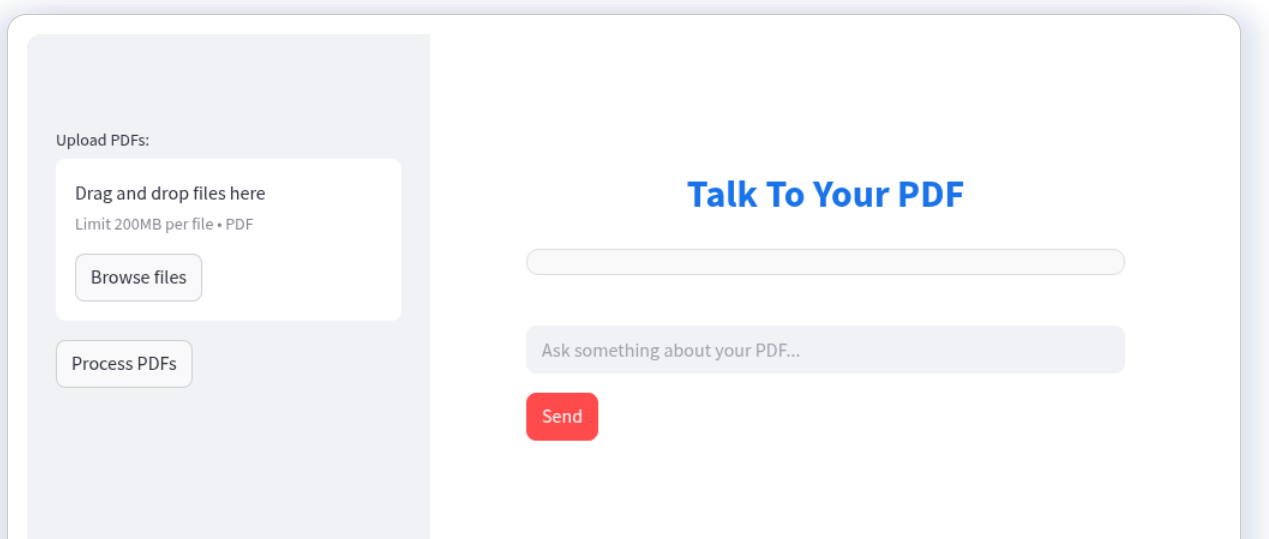 Upload PDFs:
Drag and drop files here
Limit 200MB per file • PDF
Browse files
Process PDFs
Talk To Your PDF
Ask something about your PDF...
Send